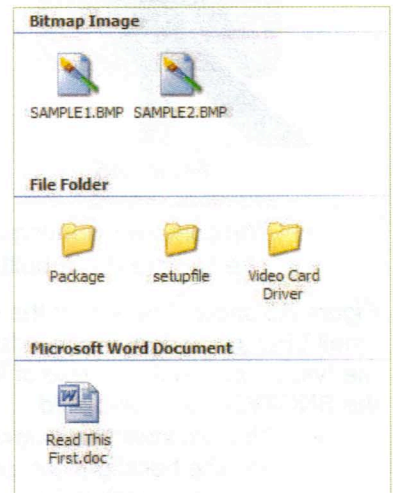 Bitmap Image
SAMPLE1.BMP SAMPLE2.BMP
File Folder
Package setupfile Video Card
Driver
Microsoft Word Document
Read This
First.doc